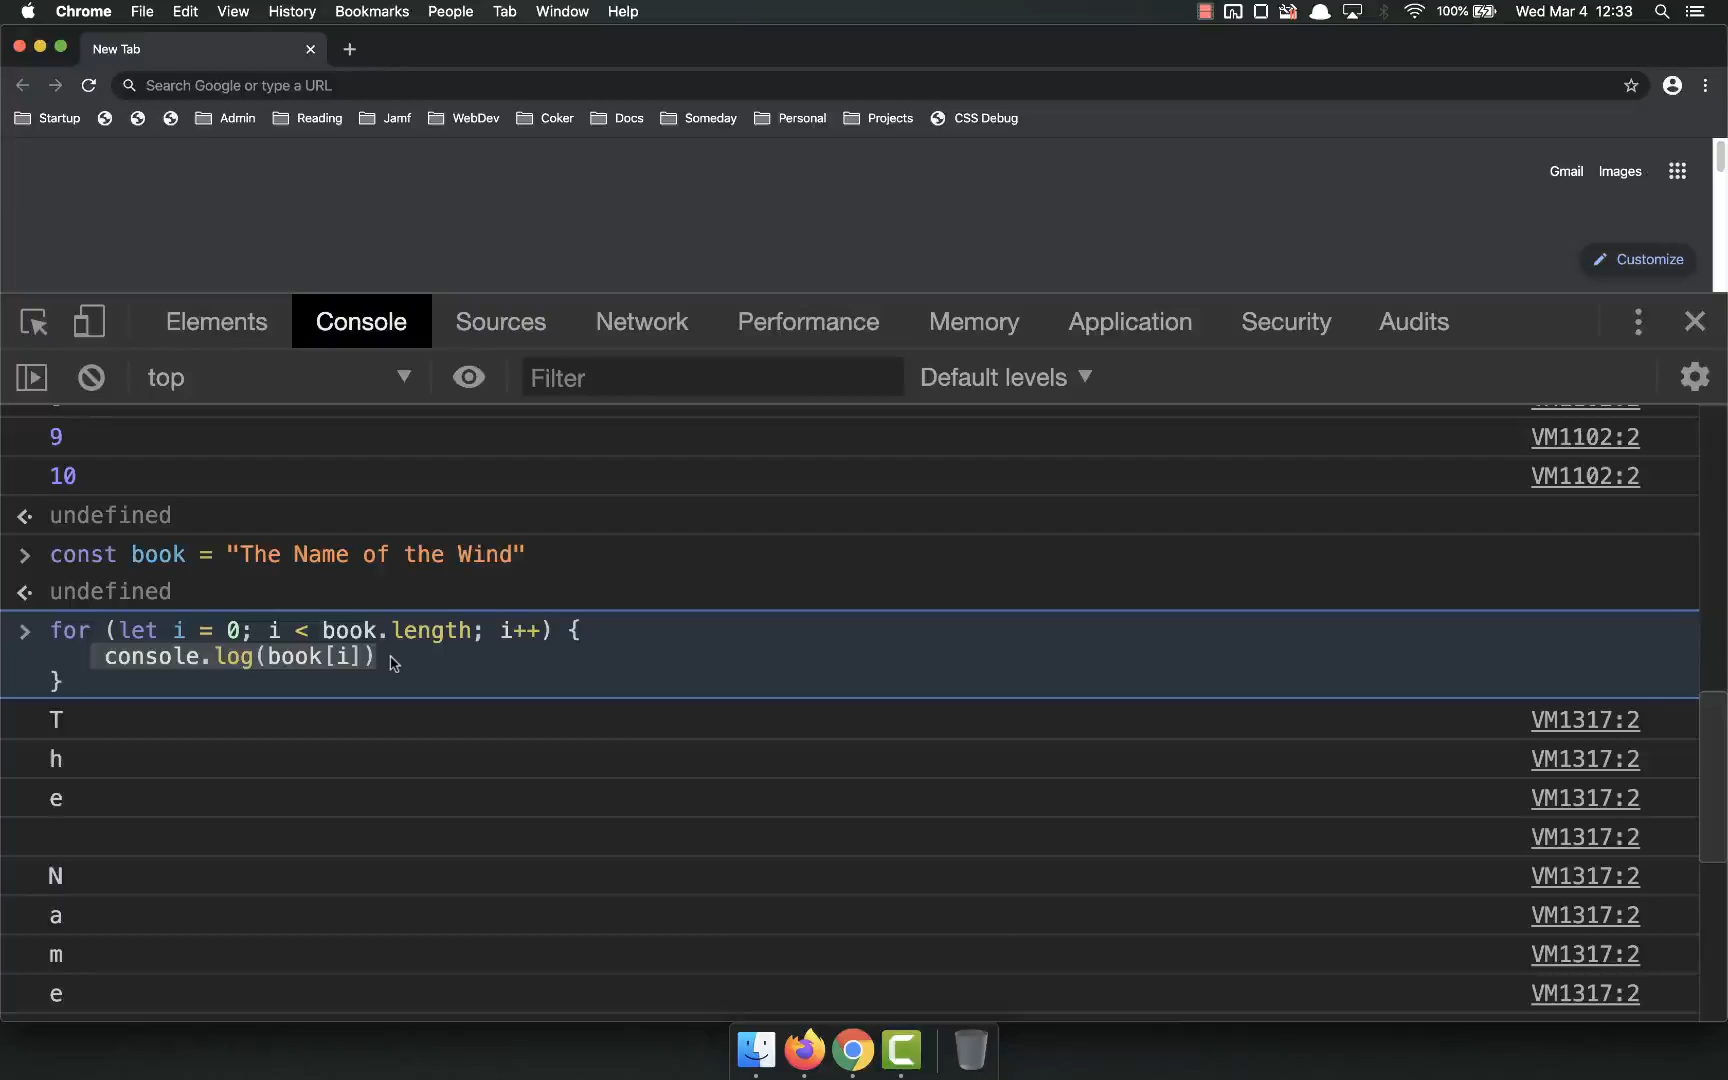 Chrome File Edit View History Bookmarks People Tab Window Help 100% Wed Mar 4 12:33
New Tab
Search Google or type a URL
Startup Admin Reading Jamf WebDev Coker Docs Someday Personal Projects CSS Debug
Gmail Images
Customize
Elements Console Sources Network Performance Memory Application Security Audits
top Filter Default levels
9 VM1102:2
10 VM1102:2
undefined
const book = "The Name of the Wind"
undefined
for (let i = 0; i < book.length; i++) {
console.log(book[i])
}
T VM1317:2
h VM1317:2
e VM1317:2
VM1317:2
N VM1317:2
a VM1317:2
m VM1317:2
e VM1317:2